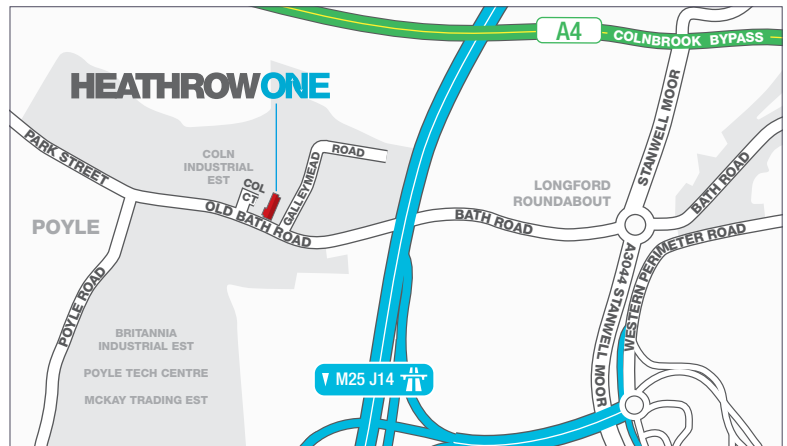 A4
COLNBROOK BYPASS
HEATHROWONE
STANWELL MOOR
PARK STREET
ROAD
GALLEYMEAD
COLN
INDUSTRIAL
EST
COL
CT
LONGFORD
ROUNDABOUT
BATH ROAD
OLD BATH ROAD
BATH ROAD
POYLE
WESTERN PERIMETER ROAD
A3044 STANWELL MOOR
POYLE ROAD
BRITANNIA
INDUSTRIAL EST
POYLE TECH CENTRE
MCKAY TRADING EST
M25 J14